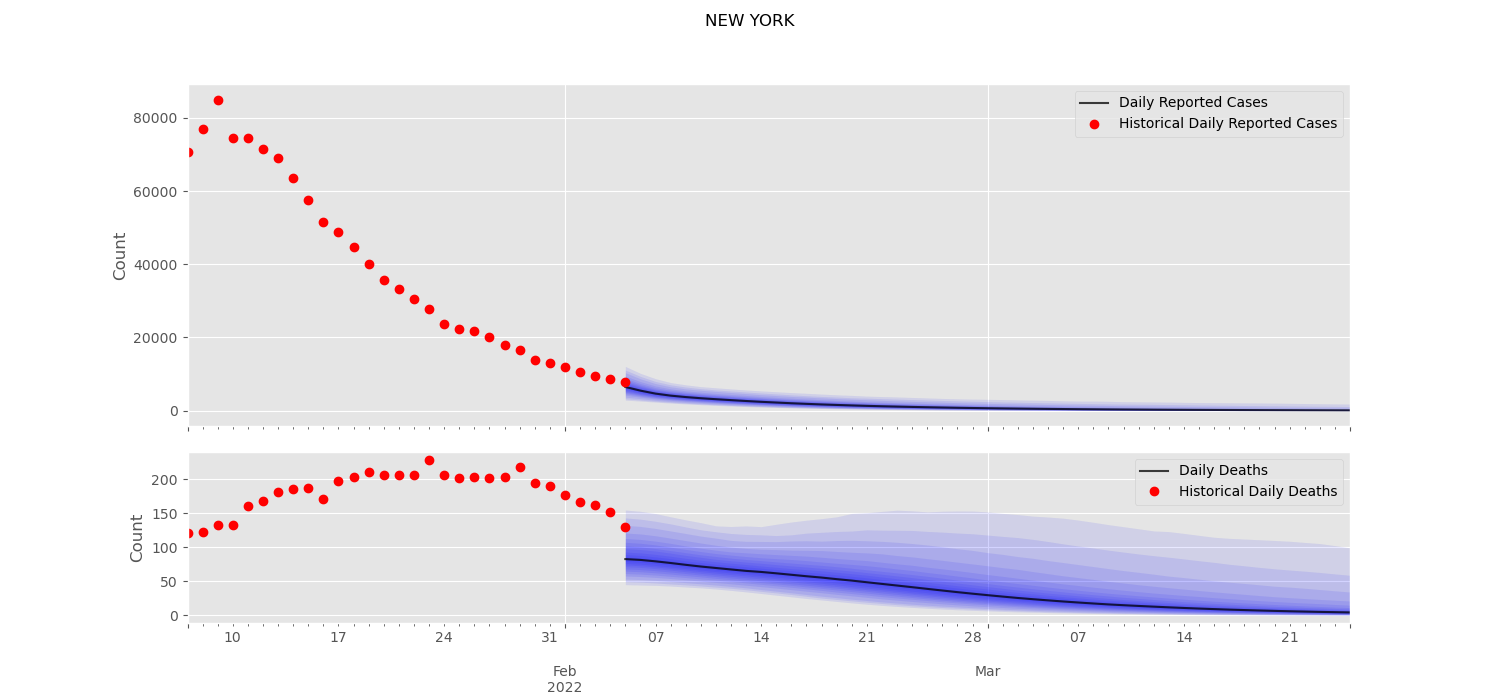 NEW YORK
Daily Reported Cases
Historical Daily Reported Cases
80000
60000
40000
20000
0
Count
Daily Deaths
Historical Daily Deaths
200
150
100
50
0
Count
10 17 24 31 07 14 21 28 07 14 21
Feb Mar
2022